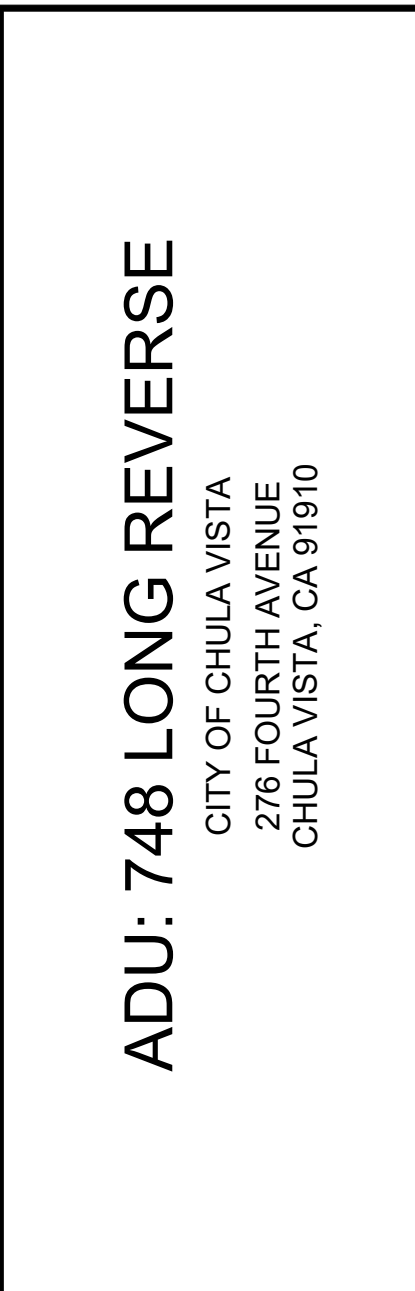 ADU: 748 LONG REVERSE
CITY OF CHULA VISTA
276 FOURTH AVENUE
CHULA VISTA, CA 91910